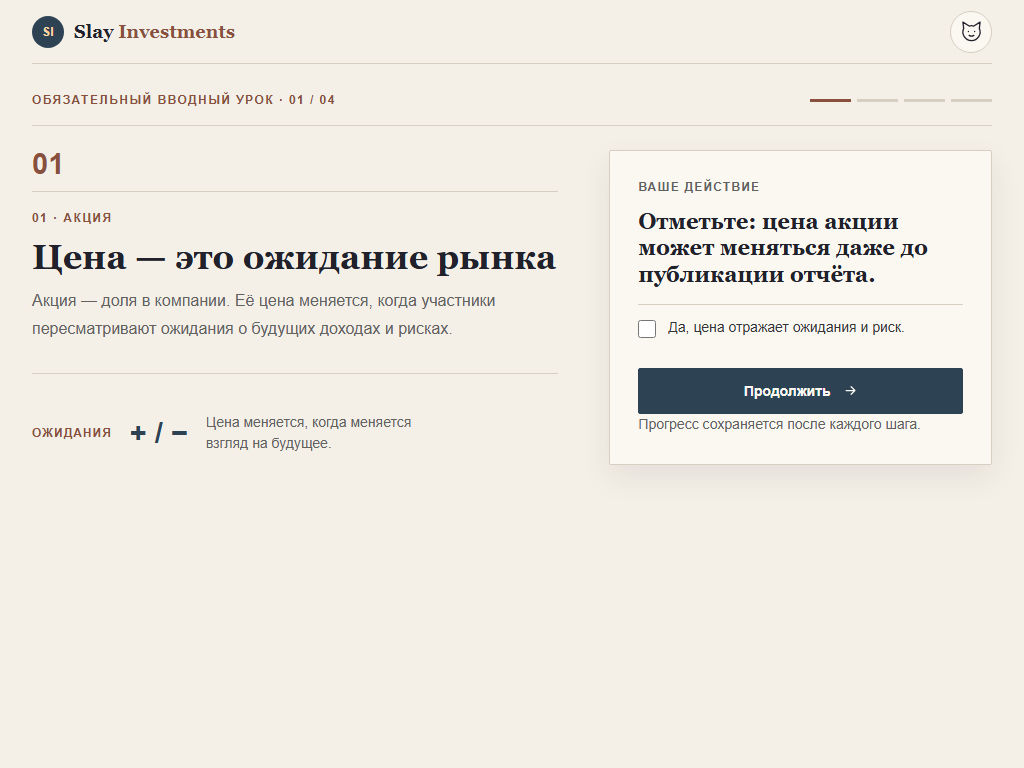 SI
Slay Investments
ОБЯЗАТЕЛЬНЫЙ ВВОДНЫЙ УРОК · 01 / 04
01
01 · АКЦИЯ
Цена — это ожидание рынка
Акция — доля в компании. Её цена меняется, когда участники
пересматривают ожидания о будущих доходах и рисках.
ОЖИДАНИЯ
+ / −
Цена меняется, когда меняется
взгляд на будущее.
ВАШЕ ДЕЙСТВИЕ
Отметьте: цена акции
может меняться даже до
публикации отчёта.
Да, цена отражает ожидания и риск.
Продолжить →
Прогресс сохраняется после каждого шага.